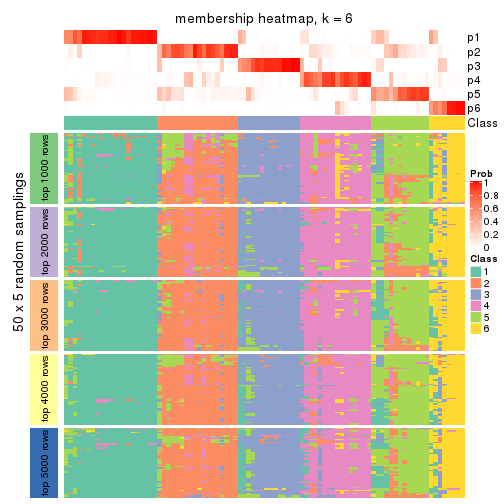 membership heatmap, k = 6
p1
p2
p3
p4
p5
p6
Class
50 x 5 random samplings
top 1000 rows
top 2000 rows
top 3000 rows
top 4000 rows
top 5000 rows
Prob
1
0.8
0.6
0.4
0.2
0
Class
1
2
3
4
5
6